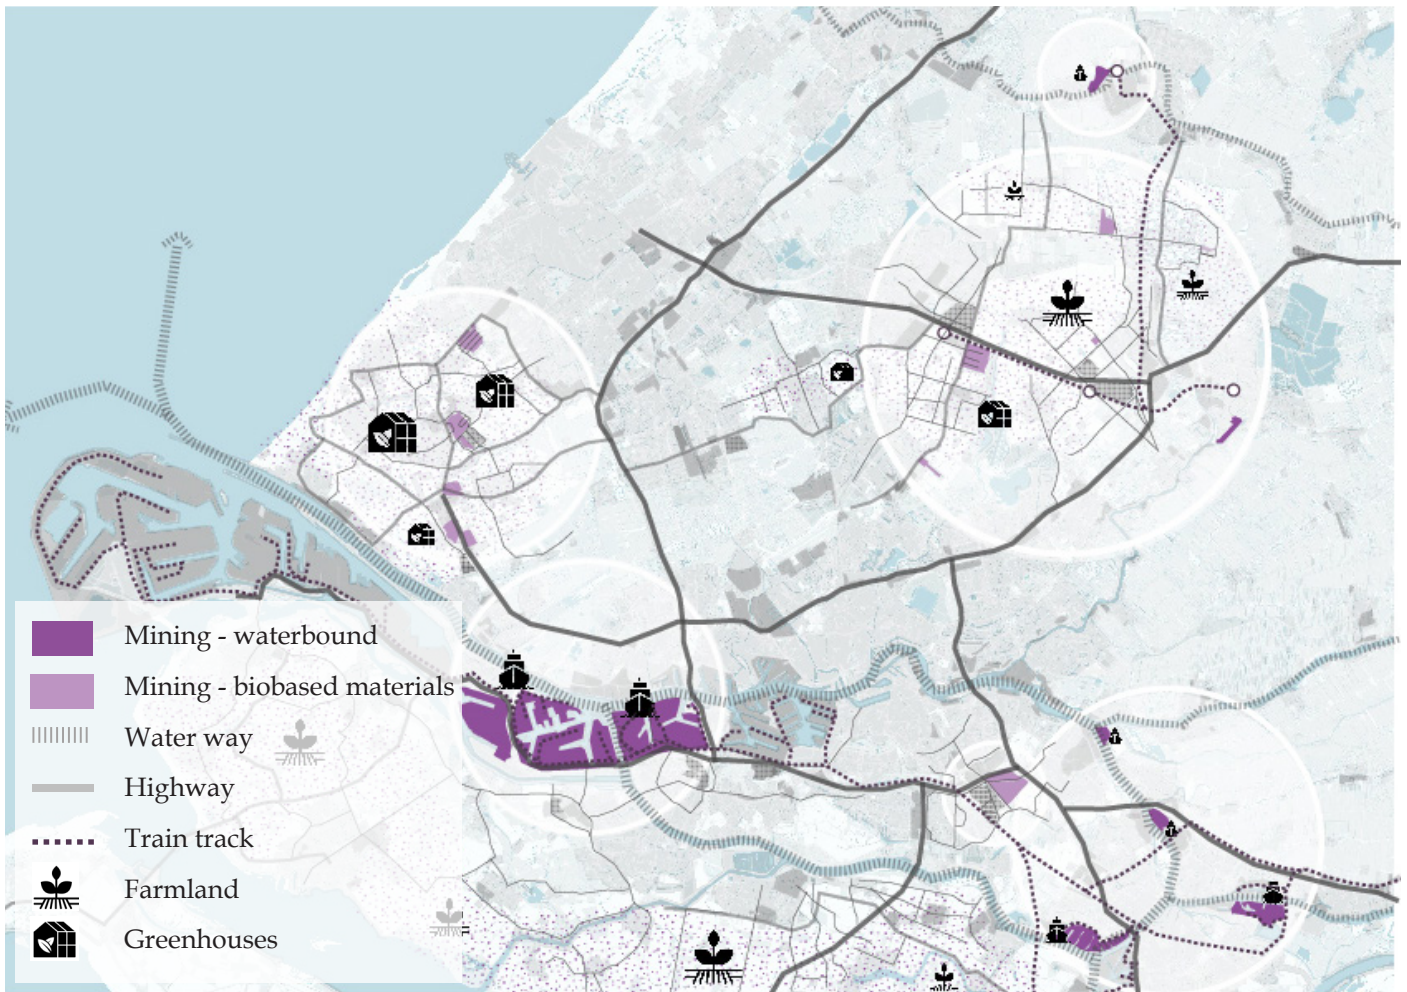 Mining - waterbound
Mining - biobased materials
Water way
Highway
Train track
Farmland
Greenhouses